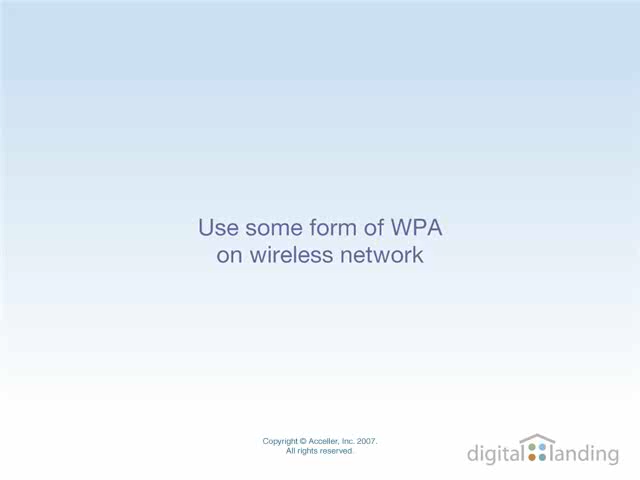 Use some form of WPA
on wireless network
Copyright © Acceller, Inc. 2007.
All rights reserved.
digital landing